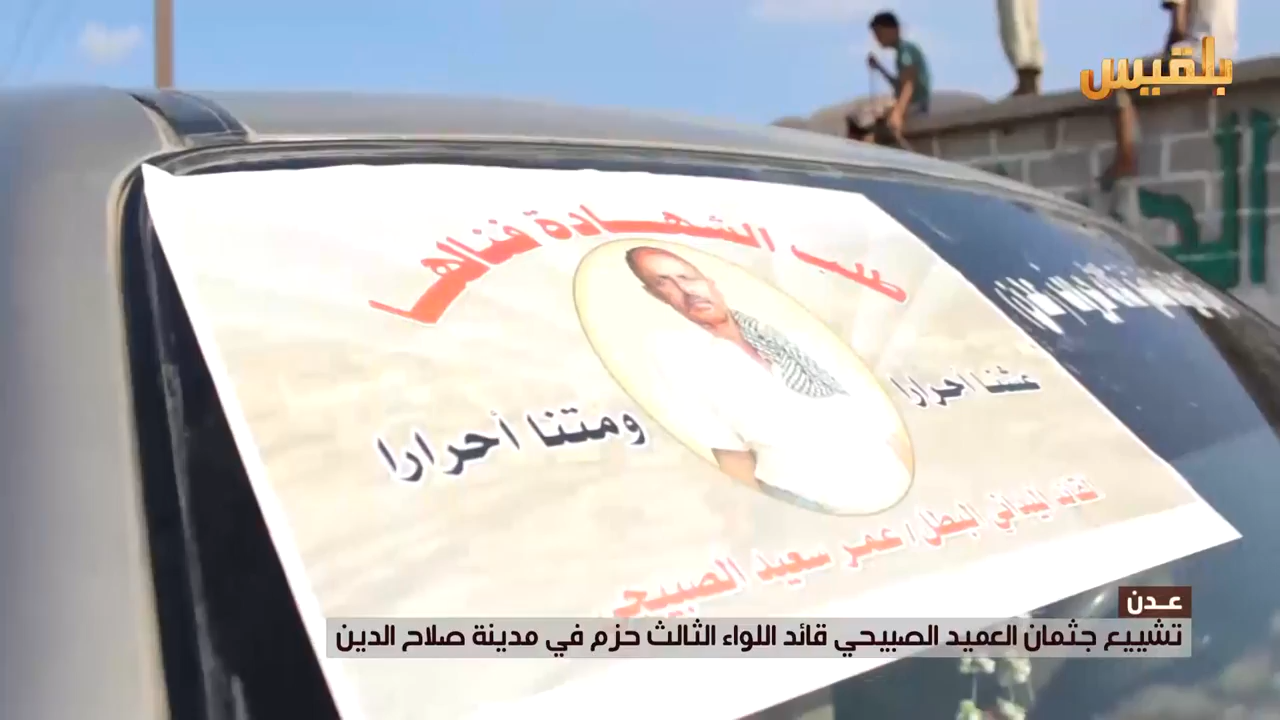 بلقيس
طلب الشهادة فنالها
عشنا أحرارا
ومتنا أحرارا
القائد الميداني البطل / عمر سعيد الصبيحي
عدن
تشييع جثمان العميد الصبيحي قائد اللواء الثالث حزم في مدينة صلاح الدين